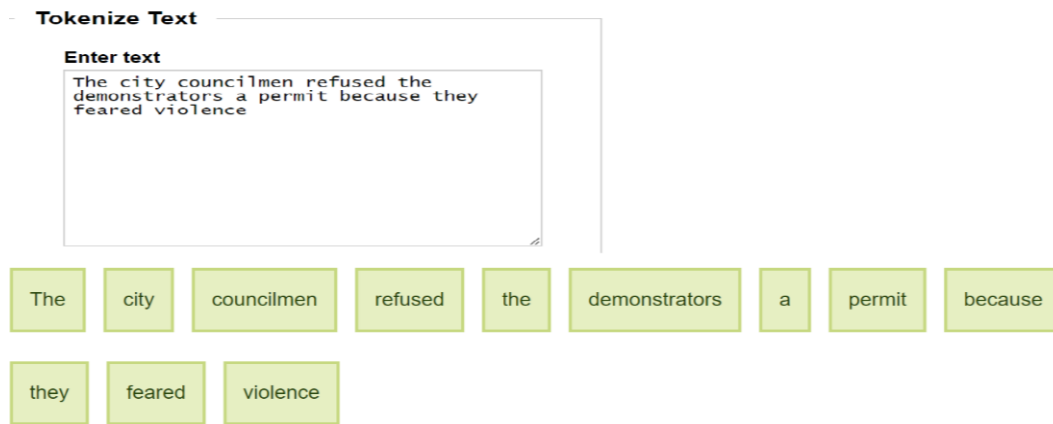 Tokenize Text
Enter text
The city councilmen refused the
demonstrators a permit because they
feared violence
The city councilmen refused the demonstrators a permit because
they feared violence